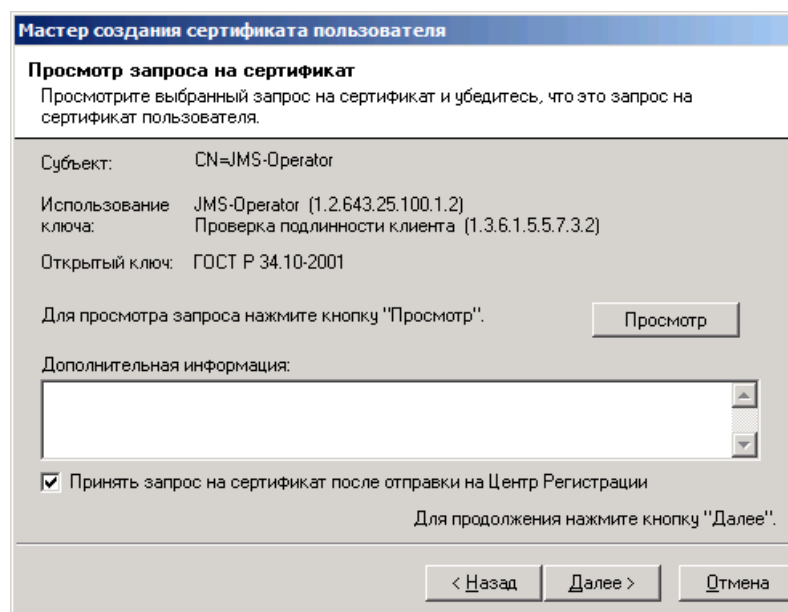 Мастер создания сертификата пользователя
Просмотр запроса на сертификат
Просмотрите выбранный запрос на сертификат и убедитесь, что это запрос на
сертификат пользователя.
Субъект: CN=JMS-Operator
Использование ключа: JMS-Operator (1.2.643.25.100.1.2)
Проверка подлинности клиента (1.3.6.1.5.5.7.3.2)
Открытый ключ: ГОСТ Р 34.10-2001
Для просмотра запроса нажмите кнопку "Просмотр". Просмотр
Дополнительная информация:
Принять запрос на сертификат после отправки на Центр Регистрации
Для продолжения нажмите кнопку "Далее".
< Назад Далее > Отмена